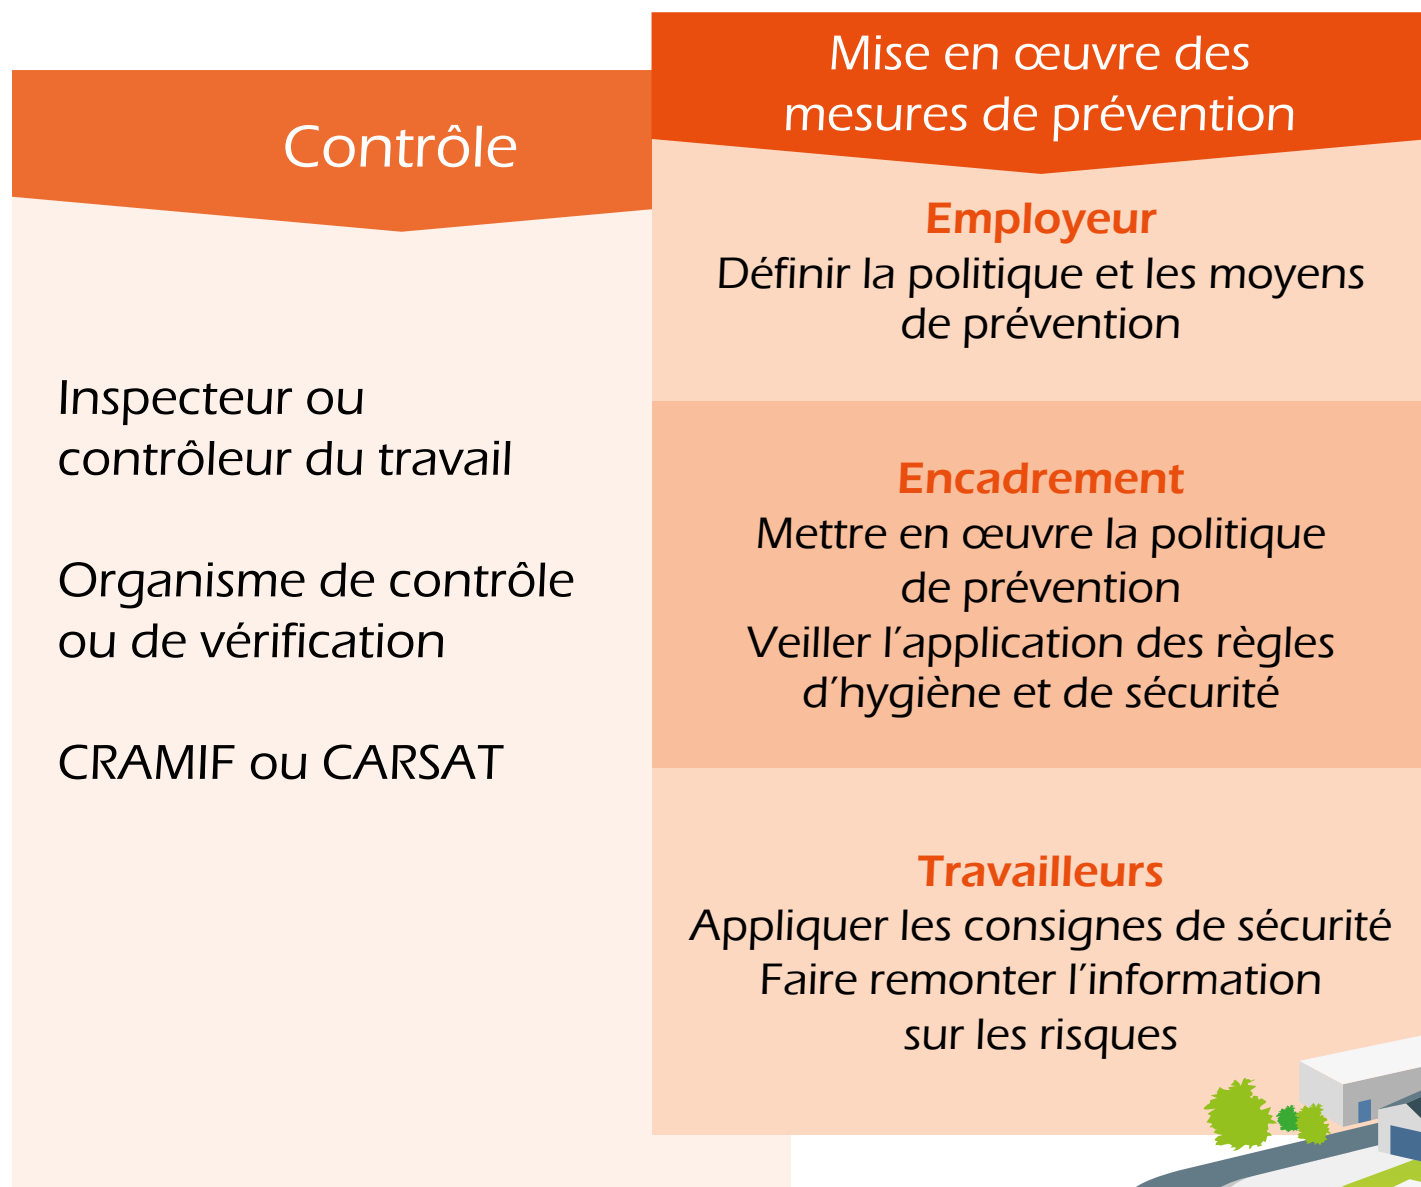 Contrôle
Inspecteur ou
contrôleur du travail
Organisme de contrôle
ou de vérification
CRAMIF ou CARSAT
Mise en œuvre des
mesures de prévention
Employeur
Définir la politique et les moyens
de prévention
Encadrement
Mettre en œuvre la politique
de prévention
Veiller l’application des règles
d’hygiène et de sécurité
Travailleurs
Appliquer les consignes de sécurité
Faire remonter l’information
sur les risques